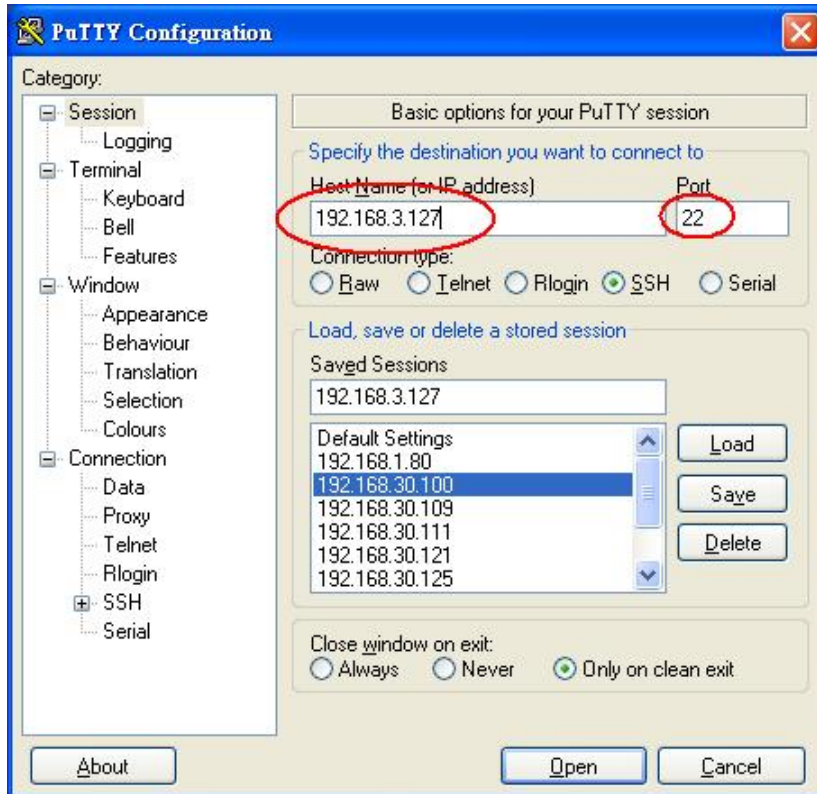 PuTTY Configuration
Category:
Session
Logging
Terminal
Keyboard
Bell
Features
Window
Appearance
Behaviour
Translation
Selection
Colours
Connection
Data
Proxy
Telnet
Rlogin
SSH
Serial
Basic options for your PuTTY session
Specify the destination you want to connect to
Host Name (or IP address) Port
192.168.3.127 22
Connection type:
Raw Telnet Rlogin SSH Serial
Load, save or delete a stored session
Saved Sessions
192.168.3.127
Default Settings
192.168.1.80
192.168.30.100
192.168.30.109
192.168.30.111
192.168.30.121
192.168.30.125
Load
Save
Delete
Close window on exit:
Always Never Only on clean exit
About Open Cancel